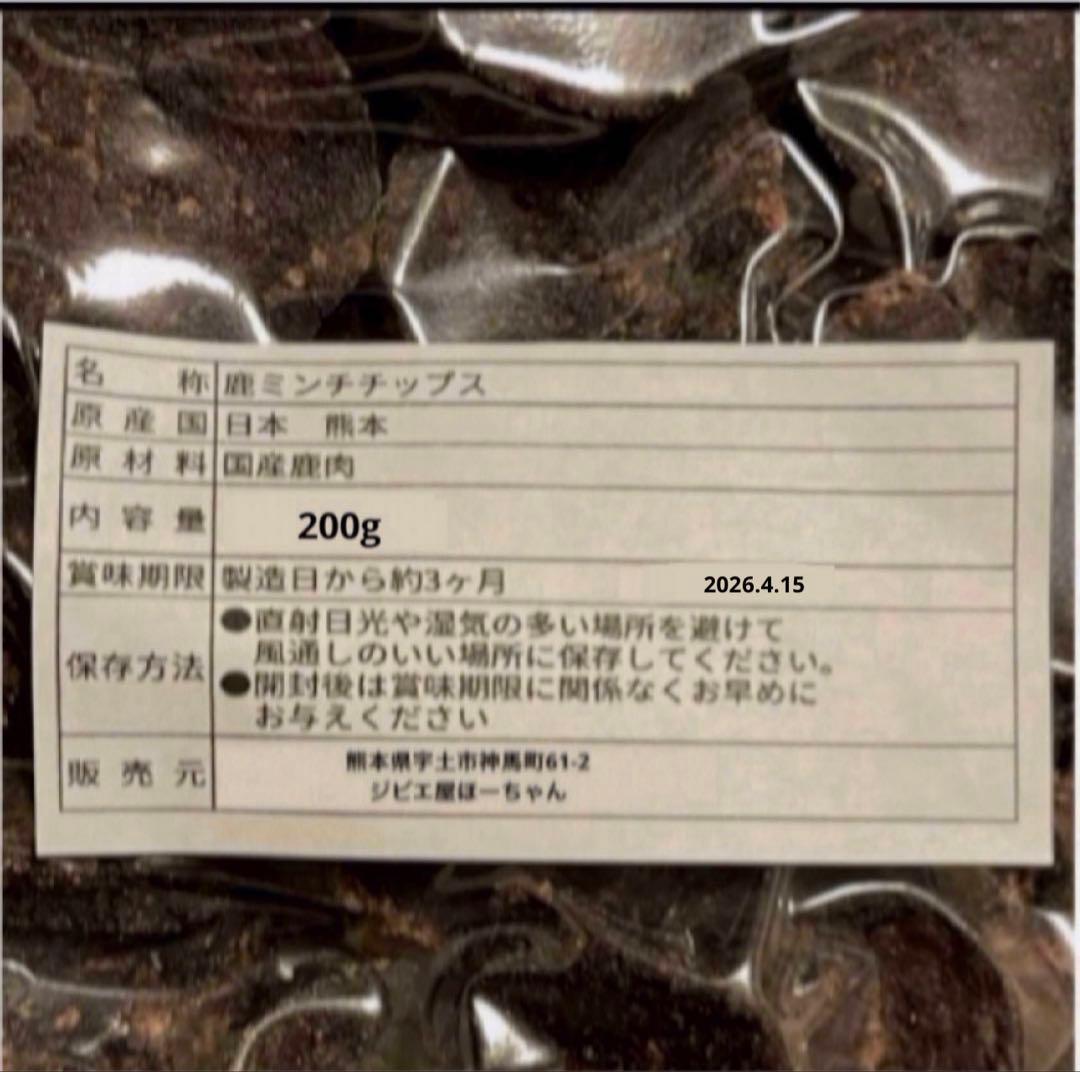 名称 鹿ミンチチップス
原産国 日本 熊本
原材料 国産鹿肉
内容量 200g
賞味期限 製造日から約3ヶ月 2026.4.15
保存方法 ●直射日光や湿気の多い場所を避けて
風通しのいい場所に保存してください。
●開封後は賞味期限に関係なくお早めに
お与えください
販売元 熊本県宇土市神馬町61-2
ジビエ屋ほーちゃん